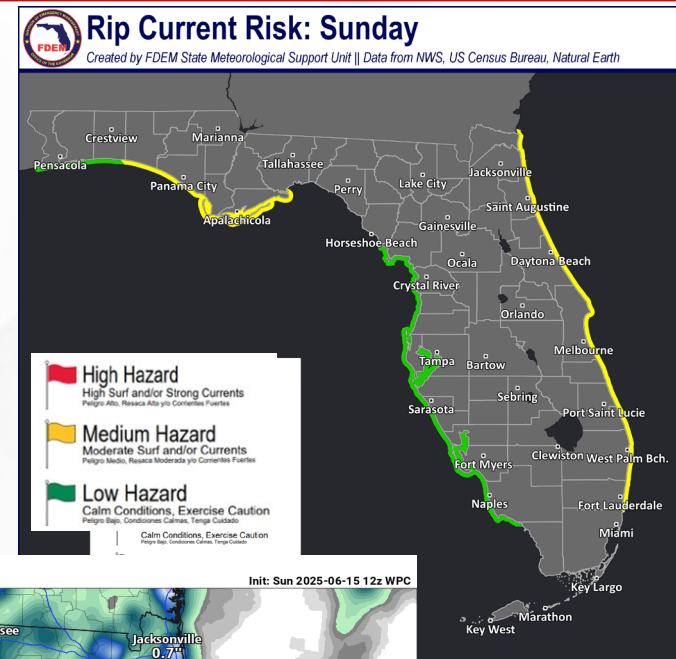 FDEM
Rip Current Risk: Sunday
Created by FDEM State Meteorological Support Unit || Data from NWS, US Census Bureau, Natural Earth
Crestview
Marianna
Pensacola
Tallahassee
Jacksonville
Panama City
Perry
Lake City
Saint Augustine
Apalachicola
Gainesville
Horseshoe Beach
Ocala
Daytona Beach
Crystal River
Orlando
Melbourne
Tampa
Bartow
Sebring
Sarasota
Port Saint Lucie
Clewiston
West Palm Bch.
Fort Myers
Naples
Fort Lauderdale
Miami
Key Largo
Marathon
Key West
High Hazard
High Surf and/or Strong Currents
Peligro Alto, Resaca Alta y/o Corrientes Fuertes
Medium Hazard
Moderate Surf and/or Currents
Peligro Medio, Resaca Moderada y/o Corrientes Fuertes
Low Hazard
Calm Conditions, Exercise Caution
Peligro Bajo, Condiciones Calmas, Tenga Cuidado
Calm Conditions, Exercise Caution
Peligro Bajo, Condiciones Calmas, Tenga Cuidado
Init: Sun 2025-06-15 12z WPC
see
Jacksonville
0.7"